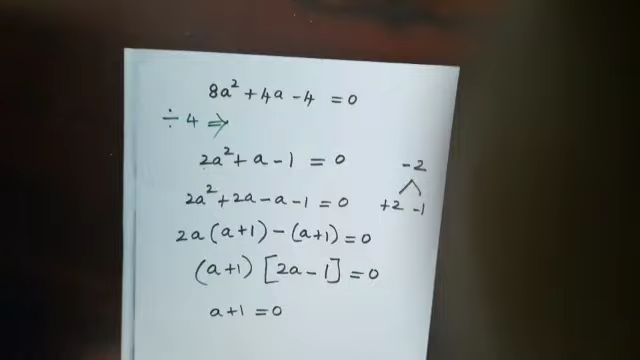 8a² + 4a - 4 = 0
÷ 4 ⇒
2a² + a - 1 = 0
-2
2a² + 2a - a - 1 = 0
+2 -1
2a (a+1) - (a+1) = 0
(a+1) [2a - 1] = 0
a+1 = 0